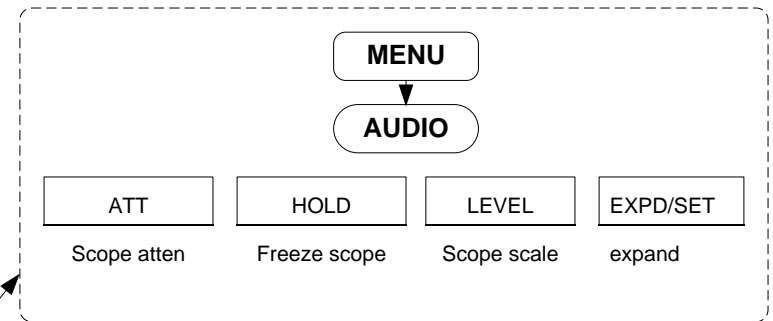 MENU
AUDIO
ATT HOLD LEVEL EXPD/SET
Scope atten Freeze scope Scope scale expand